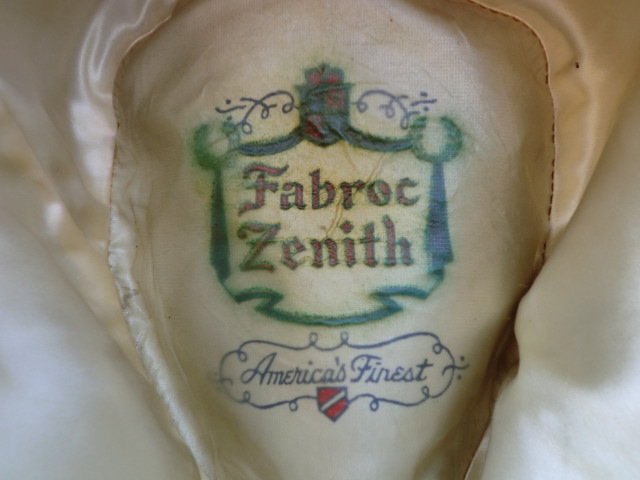 Fabroc
Zenith
America's Finest